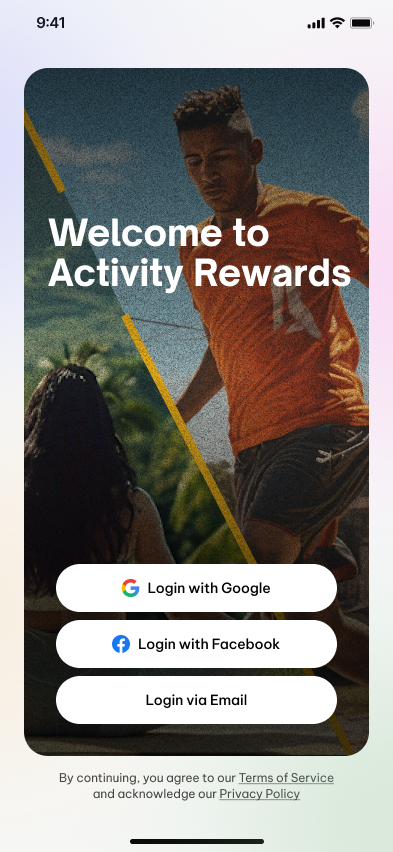 9:41
Welcome to
Activity Rewards
Login with Google
Login with Facebook
Login via Email
By continuing, you agree to our Terms of Service
and acknowledge our Privacy Policy